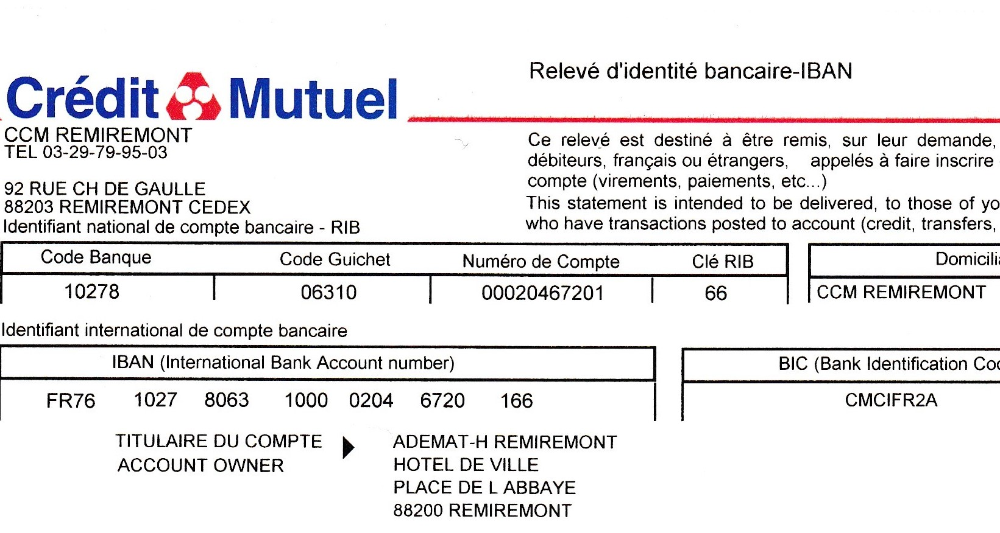 Relevé d'identité bancaire-IBAN
Crédit Mutuel
CCM REMIREMONT
TEL 03-29-79-95-03
92 RUE CH DE GAULLE
88203 REMIREMONT CEDEX
Ce relevé est destiné à être remis, sur leur demande,
débiteurs, français ou étrangers, appelés à faire inscrire
compte (virements, paiements, etc...)
This statement is intended to be delivered, to those of yo
who have transactions posted to account (credit, transfers,
Identifiant national de compte bancaire - RIB
Code Banque Code Guichet Numéro de Compte Clé RIB Domicilia
10278 06310 00020467201 66 CCM REMIREMONT
Identifiant international de compte bancaire
IBAN (International Bank Account number) BIC (Bank Identification Coo
FR76 1027 8063 1000 0204 6720 166 CMCIFR2A
TITULAIRE DU COMPTE ADEMAT-H REMIREMONT
ACCOUNT OWNER HOTEL DE VILLE
PLACE DE L ABBAYE
88200 REMIREMONT